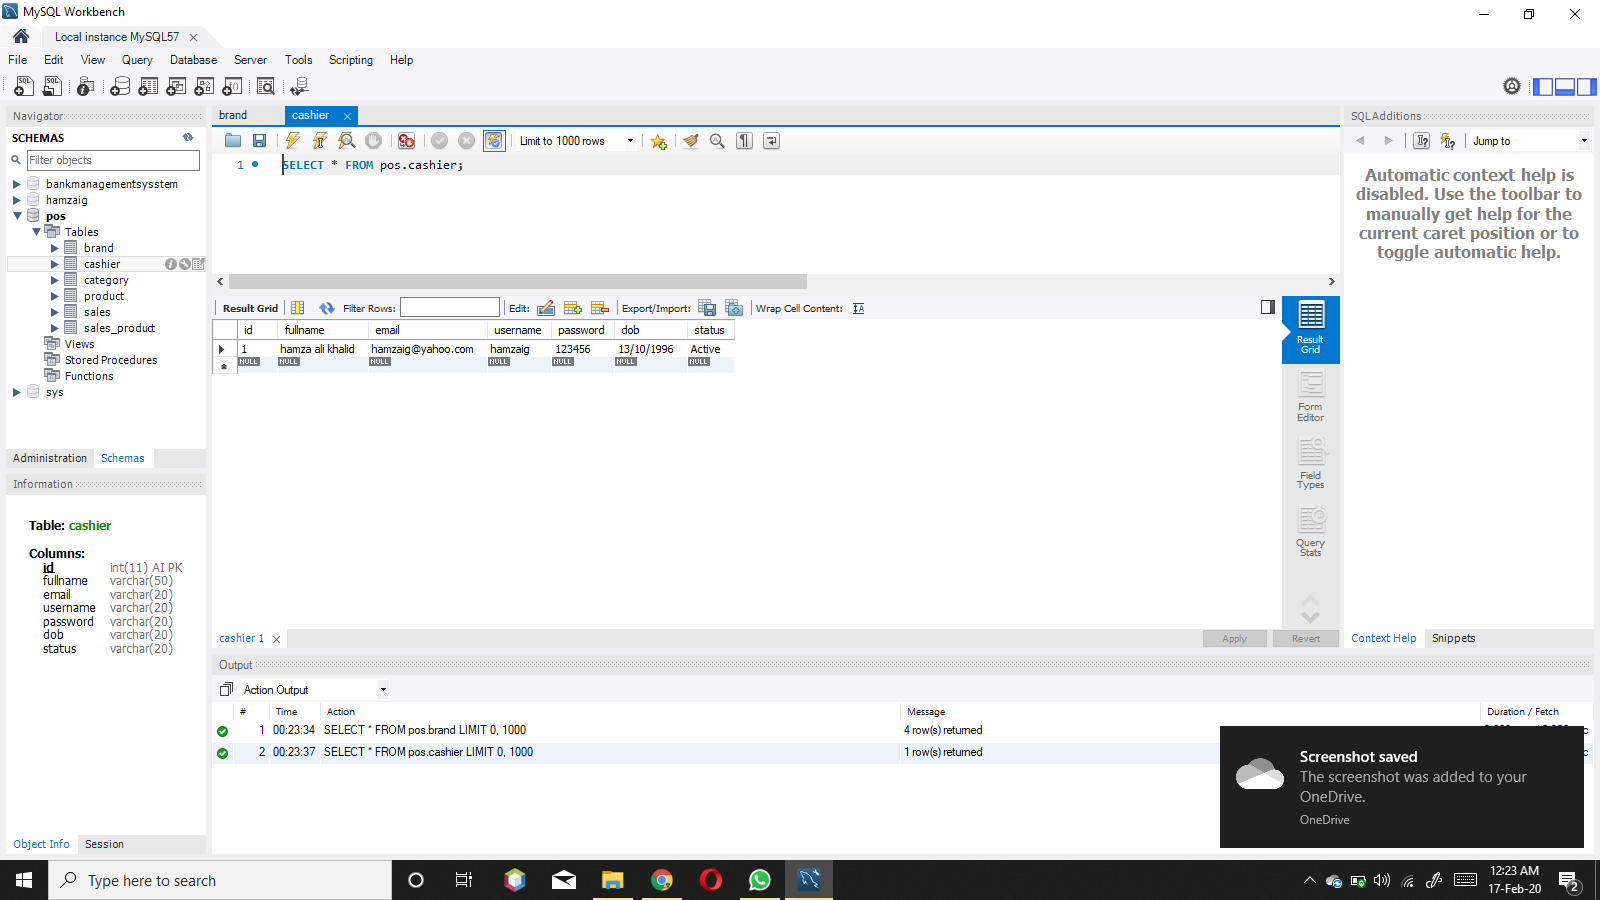 MySQL Workbench
Local instance MySQL57
File Edit View Query Database Server Tools Scripting Help
Navigator
SCHEMAS
Filter objects
bankmanagementsysstem
hamzaig
pos
Tables
brand
cashier
category
product
sales
sales_product
Views
Stored Procedures
Functions
sys
Administration Schemas
Information
Table: cashier
Columns:
id int(11) AI PK
fullname varchar(50)
email varchar(20)
username varchar(20)
password varchar(20)
dob varchar(20)
status varchar(20)
Object Info Session
brand cashier
Limit to 1000 rows
1 SELECT * FROM pos.cashier;
Result Grid Filter Rows: Edit: Export/Import: Wrap Cell Content:
id fullname email username password dob status
1 hamza ali khalid hamzaig@yahoo.com hamzaig 123456 13/10/1996 Active
NULL NULL NULL NULL NULL NULL NULL
Result
Grid
Form
Editor
Field
Types
Query
Stats
cashier 1
Apply Revert
SQLAdditions
Jump to
Automatic context help is
disabled. Use the toolbar to
manually get help for the
current caret position or to
toggle automatic help.
Context Help Snippets
Output
Action Output
# Time Action Message Duration / Fetch
1 00:23:34 SELECT * FROM pos.brand LIMIT 0, 1000 4 row(s) returned
2 00:23:37 SELECT * FROM pos.cashier LIMIT 0, 1000 1 row(s) returned
Screenshot saved
The screenshot was added to your
OneDrive.
OneDrive
Type here to search
12:23 AM
17-Feb-20
2